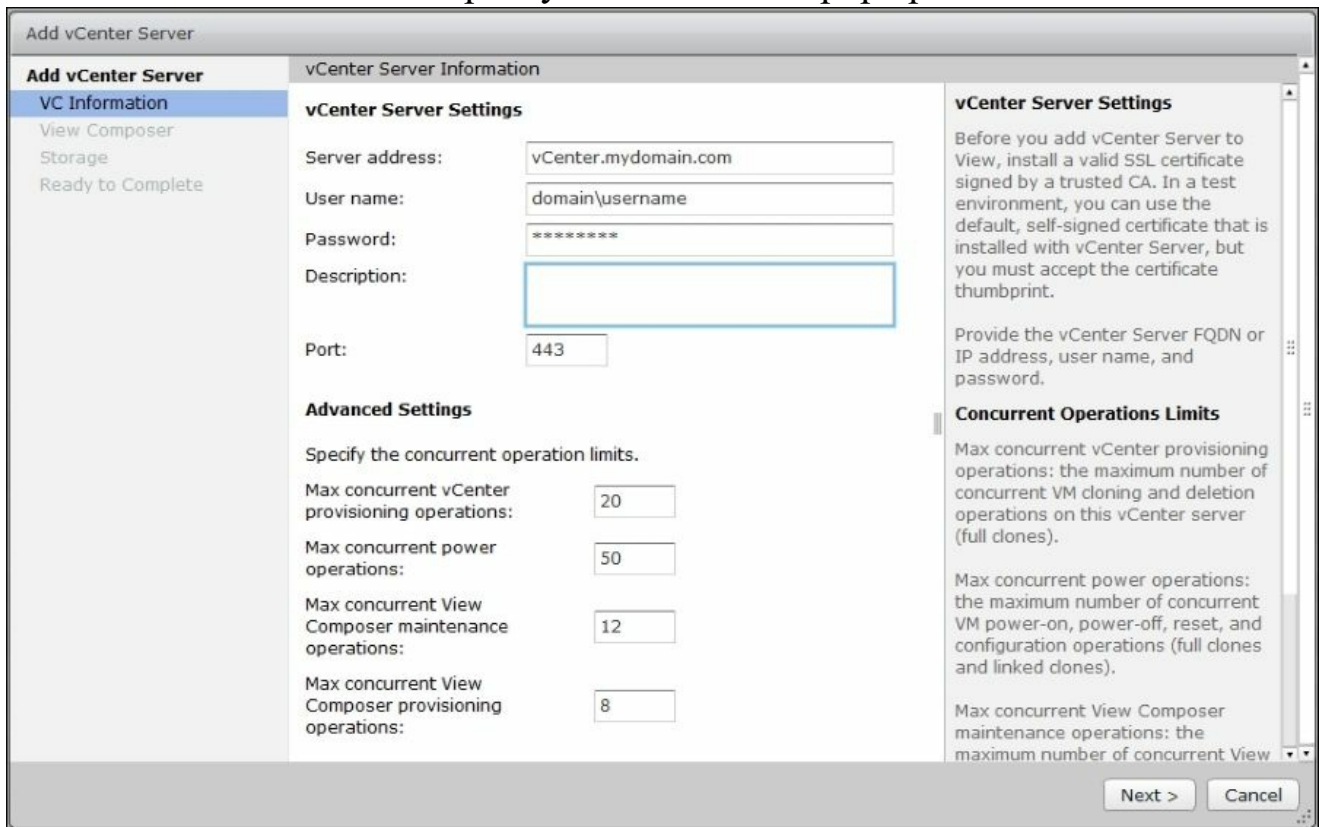 Add vCenter Server
Add vCenter Server
VC Information
View Composer
Storage
Ready to Complete
vCenter Server Information
vCenter Server Settings
Server address:
vCenter.mydomain.com
User name:
domain\username
Password:
********
Description:
Port:
443
Advanced Settings
Specify the concurrent operation limits.
Max concurrent vCenter
provisioning operations:
20
Max concurrent power
operations:
50
Max concurrent View
Composer maintenance
operations:
12
Max concurrent View
Composer provisioning
operations:
8
vCenter Server Settings
Before you add vCenter Server to
View, install a valid SSL certificate
signed by a trusted CA. In a test
environment, you can use the
default, self-signed certificate that is
installed with vCenter Server, but
you must accept the certificate
thumbprint.
Provide the vCenter Server FQDN or
IP address, user name, and
password.
Concurrent Operations Limits
Max concurrent vCenter provisioning
operations: the maximum number of
concurrent VM cloning and deletion
operations on this vCenter server
(full clones).
Max concurrent power operations:
the maximum number of concurrent
VM power-on, power-off, reset, and
configuration operations (full clones
and linked clones).
Max concurrent View Composer
maintenance operations: the
maximum number of concurrent View
Next >
Cancel